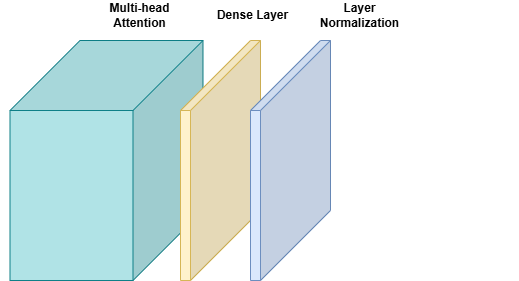 Multi-head
Attention
Dense Layer
Layer
Normalization